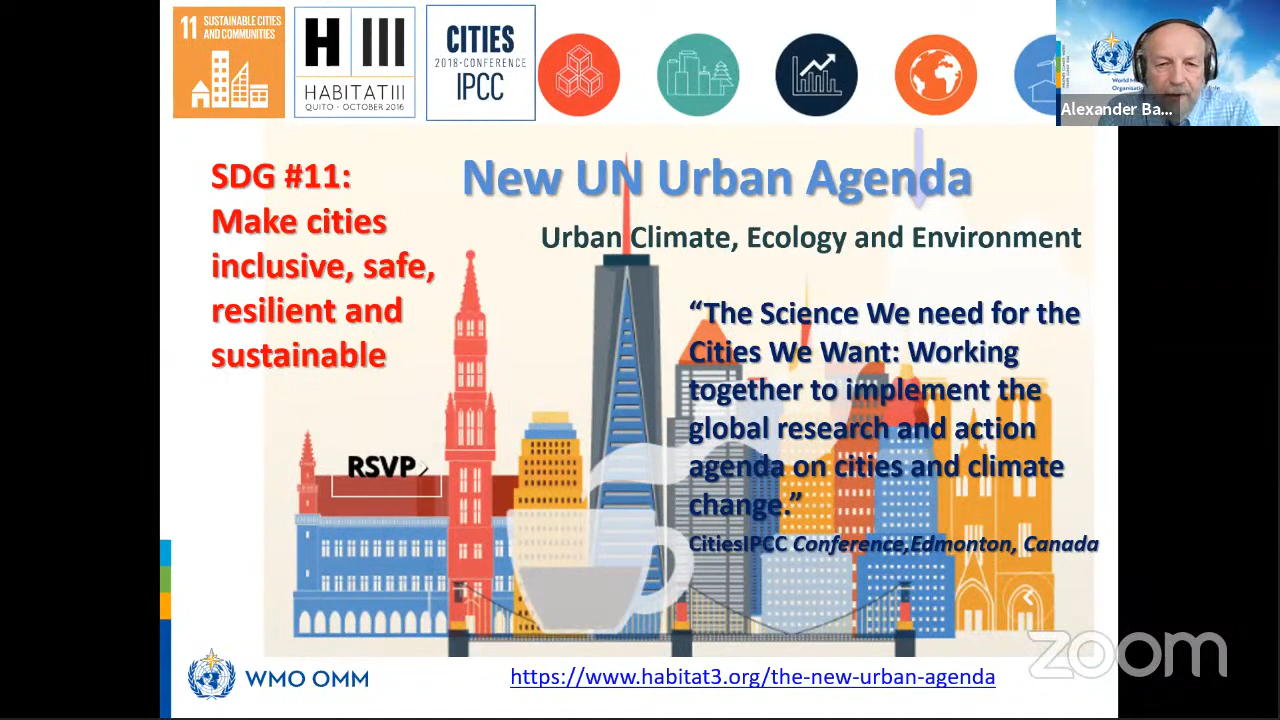 11 SUSTAINABLE CITIES
AND COMMUNITIES
H III
HABITAT III
QUITO · OCTOBER 2016
CITIES
2018·CONFERENCE
IPCC
Alexander Ba...
SDG #11:
Make cities
inclusive, safe,
resilient and
sustainable
New UN Urban Agenda
Urban Climate, Ecology and Environment
“The Science We need for the
Cities We Want: Working
together to implement the
global research and action
agenda on cities and climate
change.”
CitiesIPCC Conference,Edmonton, Canada
RSVP
zoom
WMO OMM
https://www.habitat3.org/the-new-urban-agenda